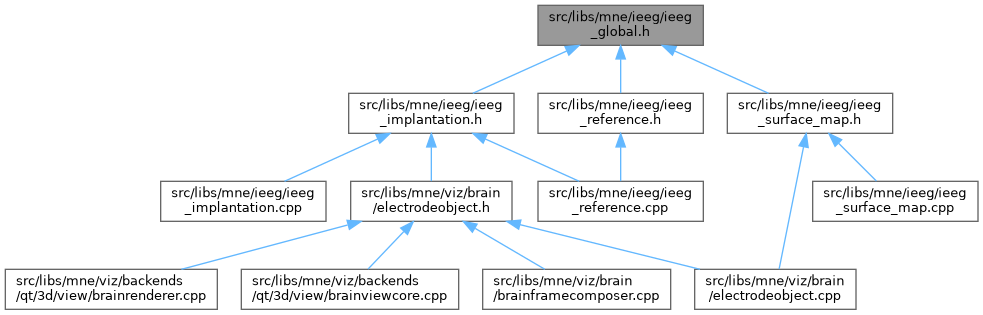 src/libs/mne/ieeg/ieeg
_global.h
src/libs/mne/ieeg/ieeg
_implantation.h
src/libs/mne/ieeg/ieeg
_reference.h
src/libs/mne/ieeg/ieeg
_surface_map.h
src/libs/mne/ieeg/ieeg
_implantation.cpp
src/libs/mne/viz/brain
/electrodeobject.h
src/libs/mne/ieeg/ieeg
_reference.cpp
src/libs/mne/ieeg/ieeg
_surface_map.cpp
src/libs/mne/viz/backends
/qt/3d/view/brainrenderer.cpp
src/libs/mne/viz/backends
/qt/3d/view/brainviewcore.cpp
src/libs/mne/viz/brain
/brainframecomposer.cpp
src/libs/mne/viz/brain
/electrodeobject.cpp